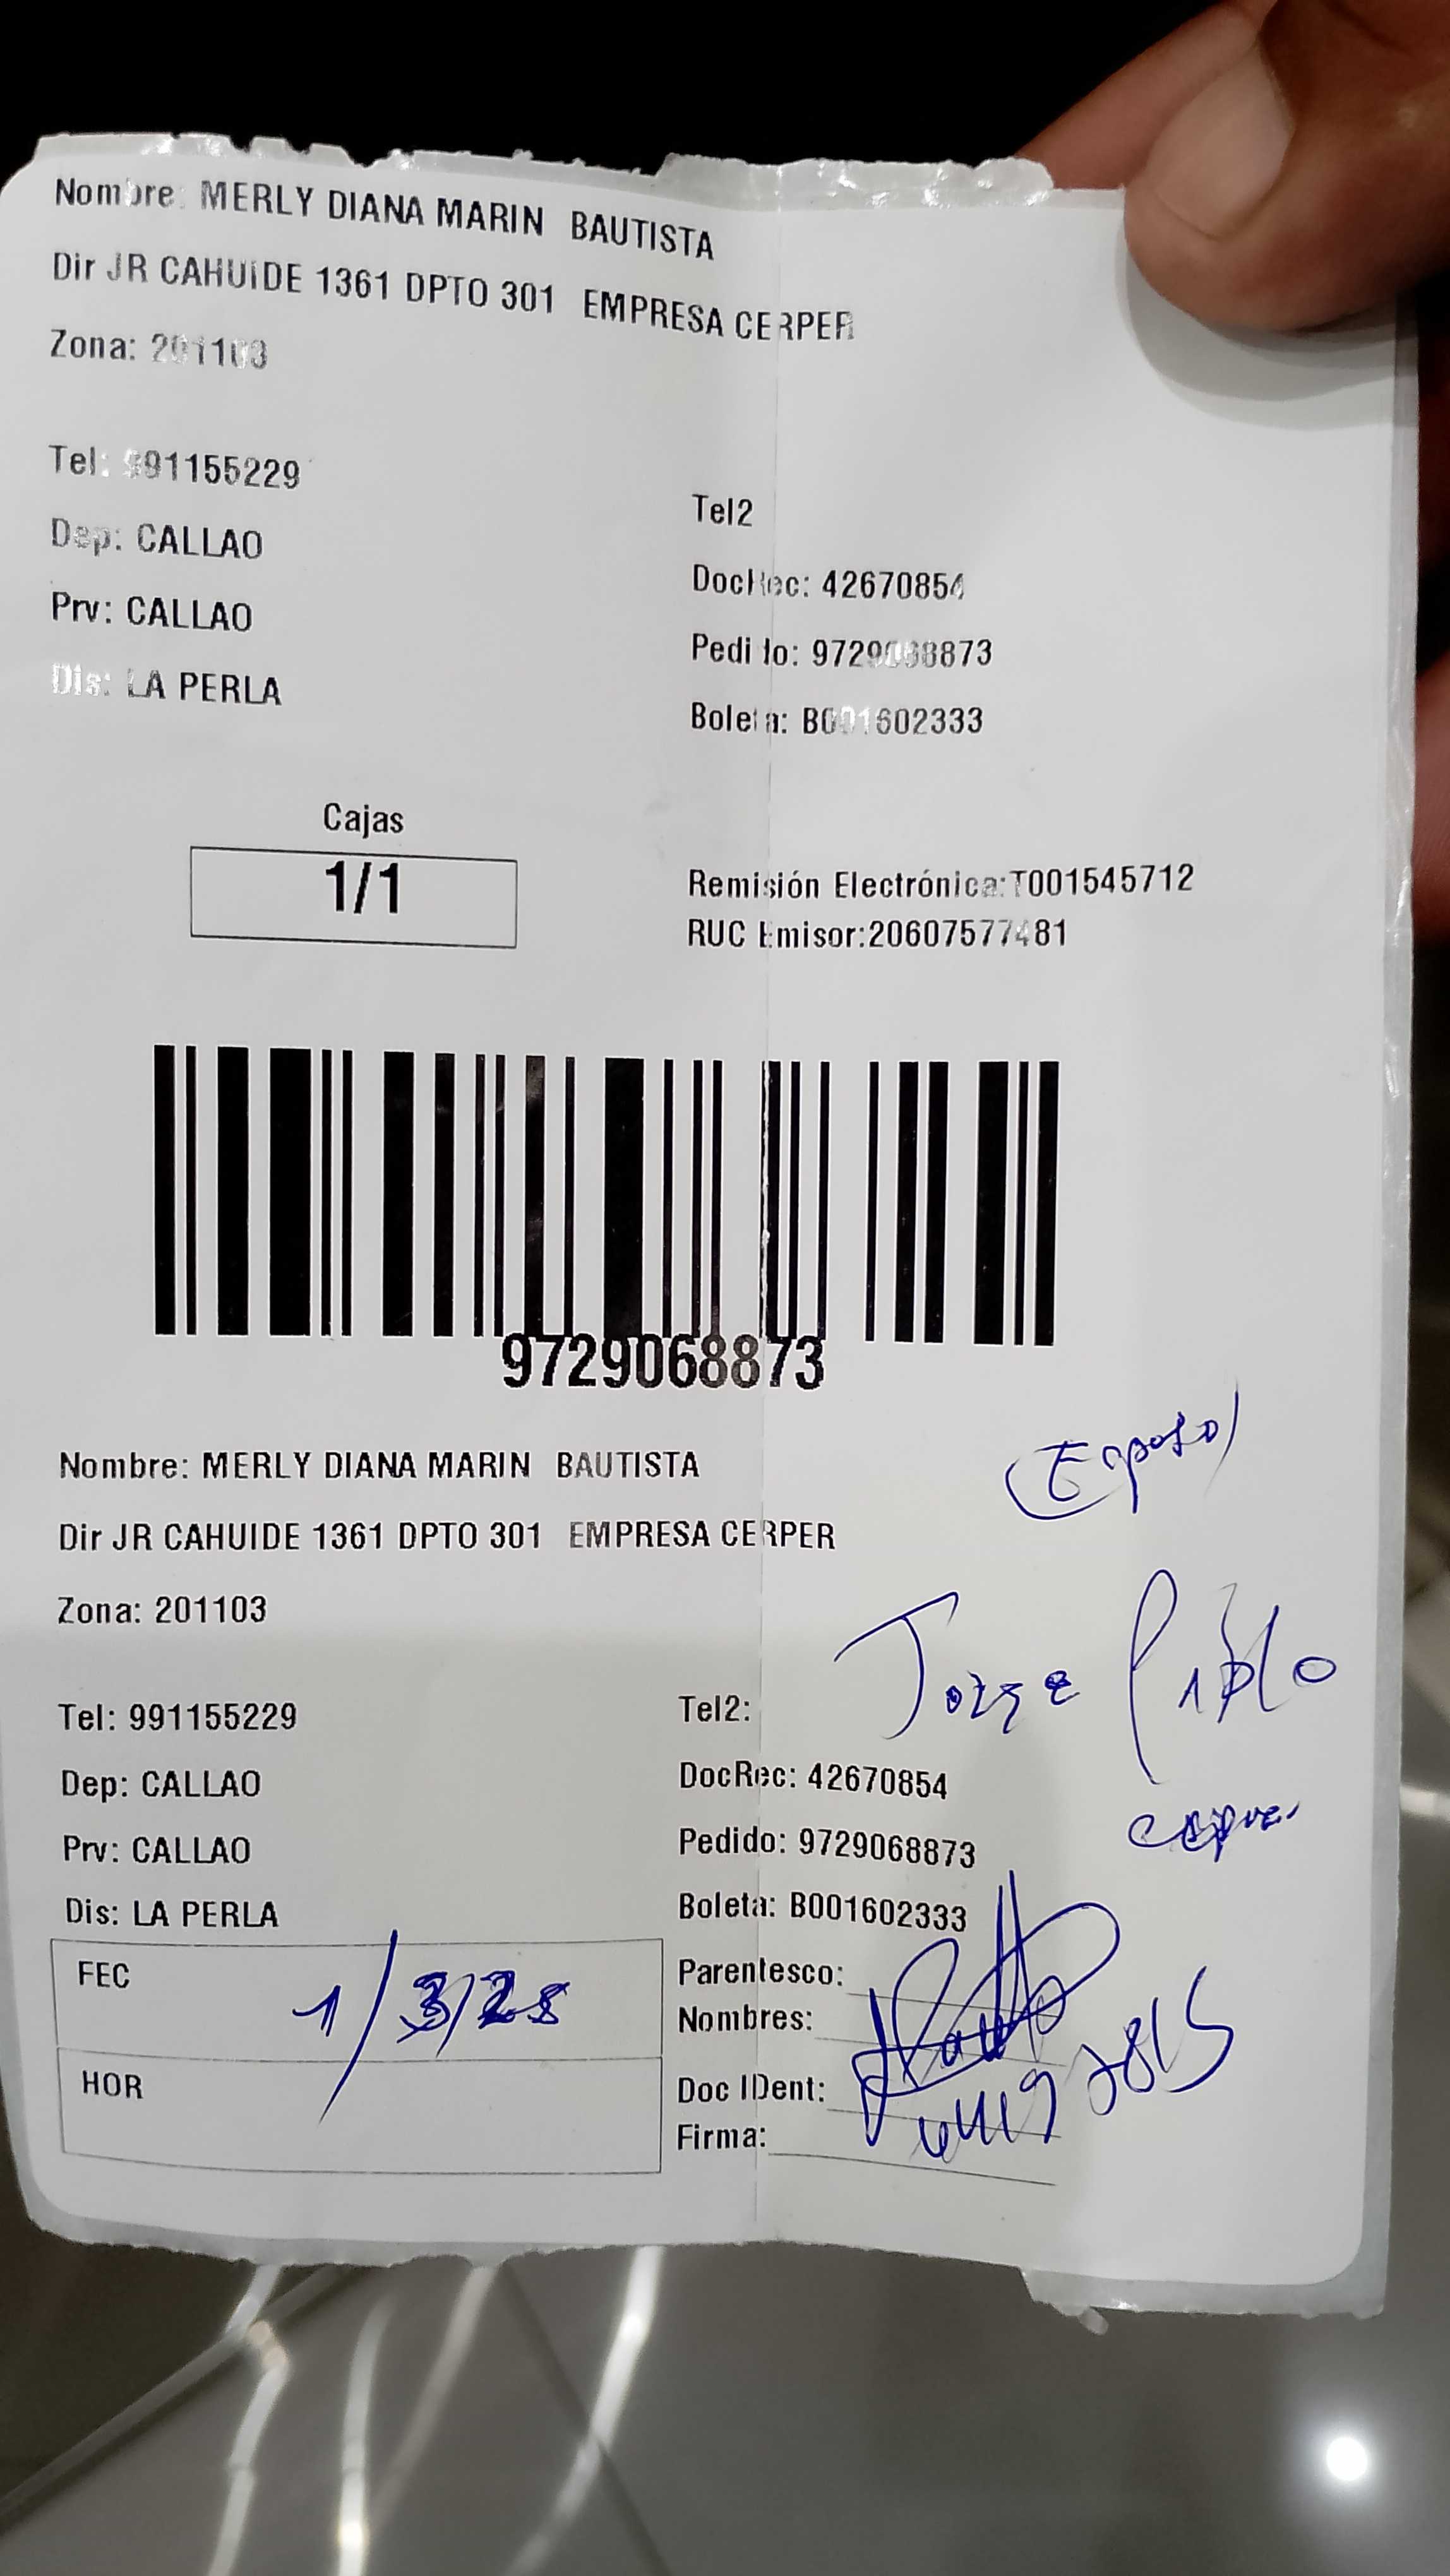 Nombre: MERLY DIANA MARIN BAUTISTA
Dir JR CAHUIDE 1361 DPTO 301 EMPRESA CERPER
Zona: 201103
Tel: 991155229
Tel2
Dep: CALLAO
DocRec: 42670854
Prv: CALLAO
Pedido: 9729068873
Dis: LA PERLA
Boleta: B001602333
Cajas
1/1
Remisión Electrónica:T001545712
RUC Emisor:20607577481
9729068873
(Esposo)
Nombre: MERLY DIANA MARIN BAUTISTA
Dir JR CAHUIDE 1361 DPTO 301 EMPRESA CERPER
Zona: 201103
Jorge Pablo
Tel: 991155229
Tel2:
Dep: CALLAO
DocRec: 42670854
Prv: CALLAO
Pedido: 9729068873
Dis: LA PERLA
Boleta: B001602333
FEC 1/3/25
Parentesco:
Nombres:
HOR
Doc IDent:
Firma: